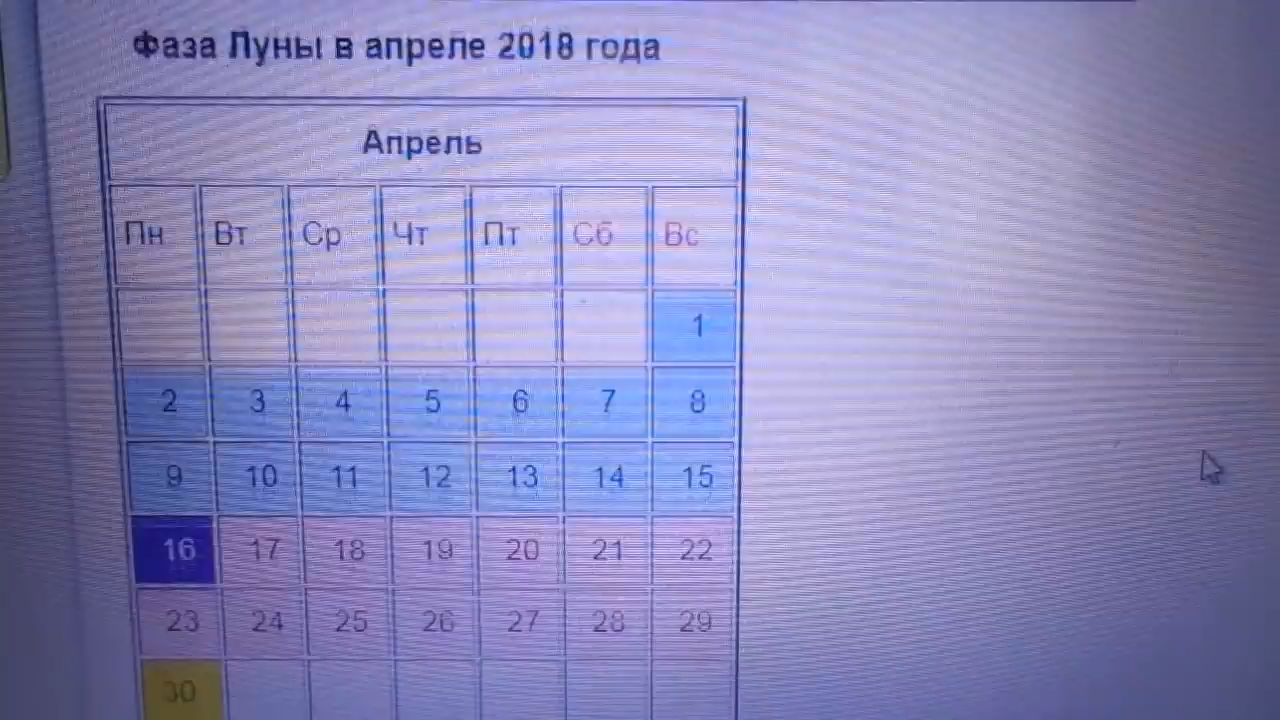 Фаза Луны в апреле 2018 года
Апрель
Пн Вт Ср Чт Пт Сб Вс
1
2 3 4 5 6 7 8
9 10 11 12 13 14 15
16 17 18 19 20 21 22
23 24 25 26 27 28 29
30